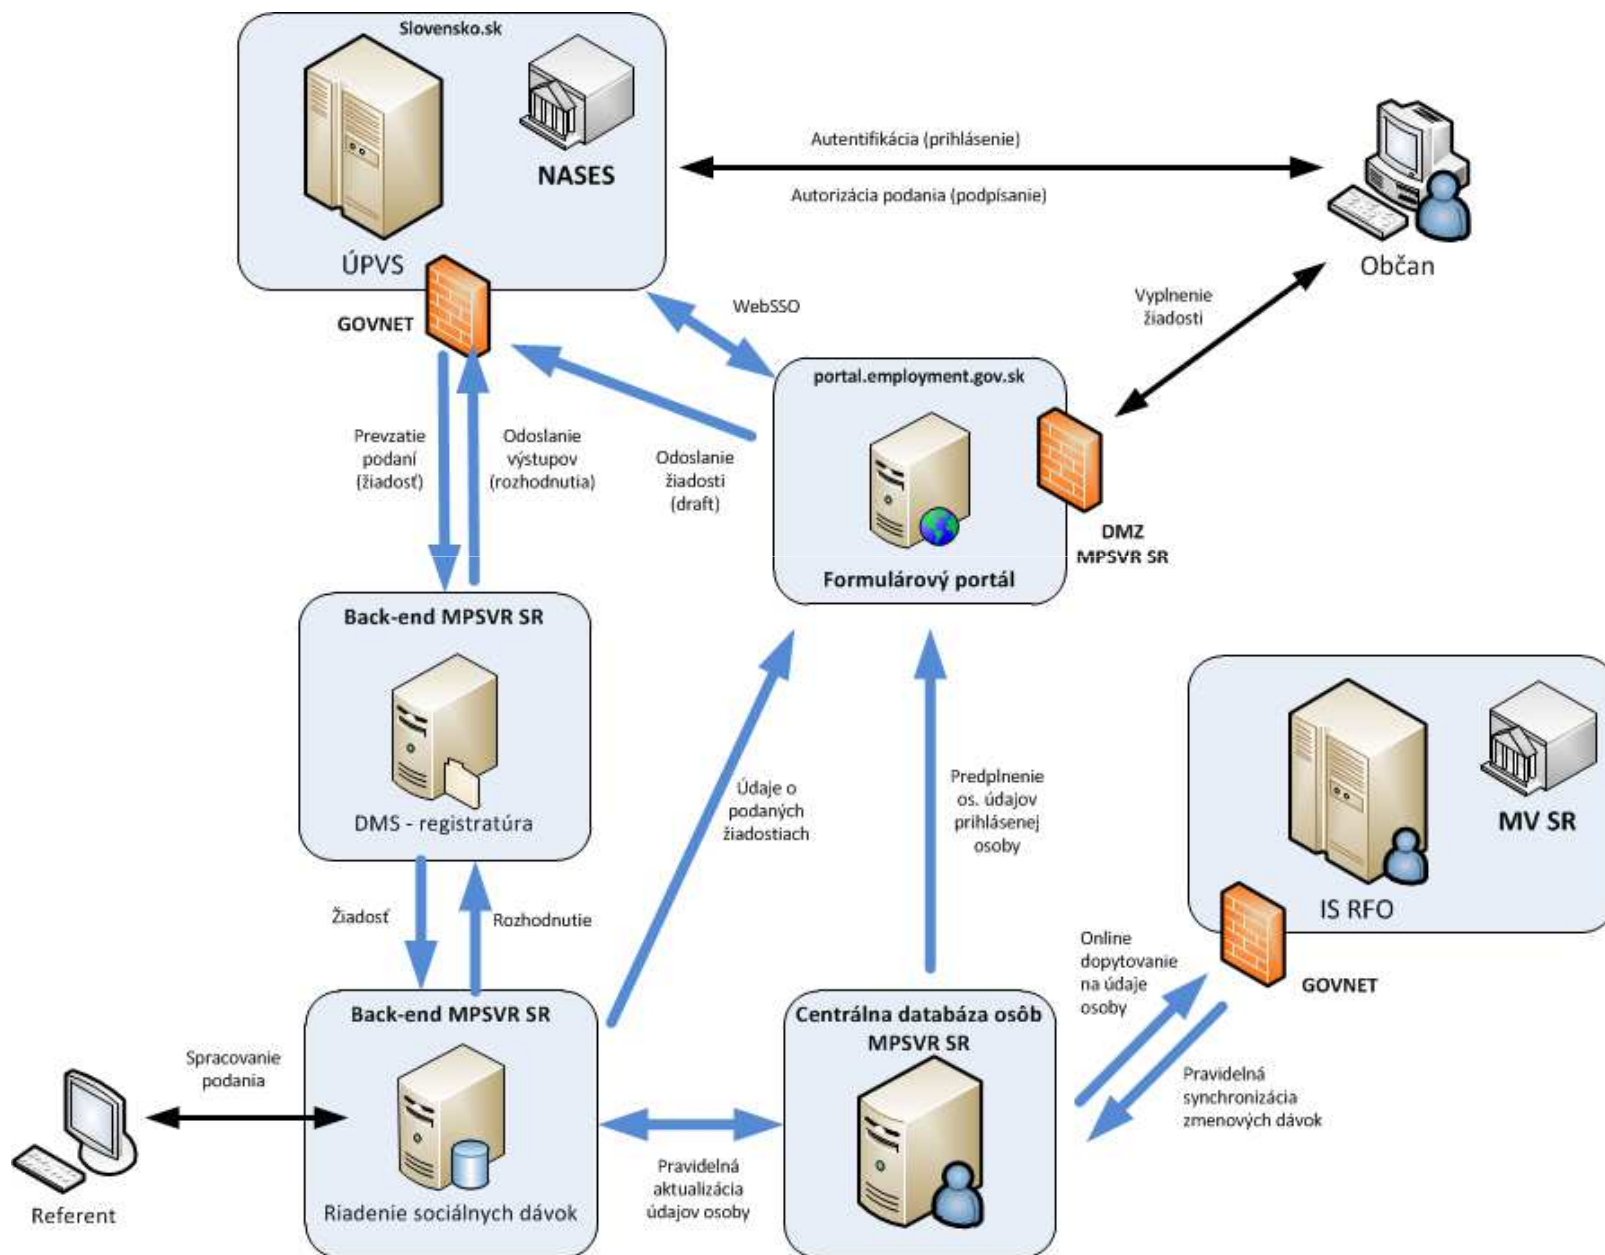 Slovensko.sk
NASES
ÚPVS
GOVNET
Autentifikácia (prihlásenie)
Autorizácia podania (podpísanie)
Občan
WebSSO
Vyplnenie
žiadosti
portal.employment.gov.sk
Formulárový portál
DMZ
MPSVR SR
Prevzatie
podaní
(žiadosť)
Odoslanie
výstupov
(rozhodnutia)
Odoslanie
žiadosti
(draft)
Back-end MPSVR SR
DMS - registratúra
Údaje o
podaných
žiadostiach
Predplnenie
os. údajov
prihlásenej
osoby
MV SR
IS RFO
GOVNET
Žiadosť
Rozhodnutie
Online
dopytovanie
na údaje
osoby
Pravidelná
synchronizácia
zmenových dávok
Back-end MPSVR SR
Riadenie sociálnych dávok
Centrálna databáza osôb
MPSVR SR
Spracovanie
podania
Referent
Pravidelná
aktualizácia
údajov osoby